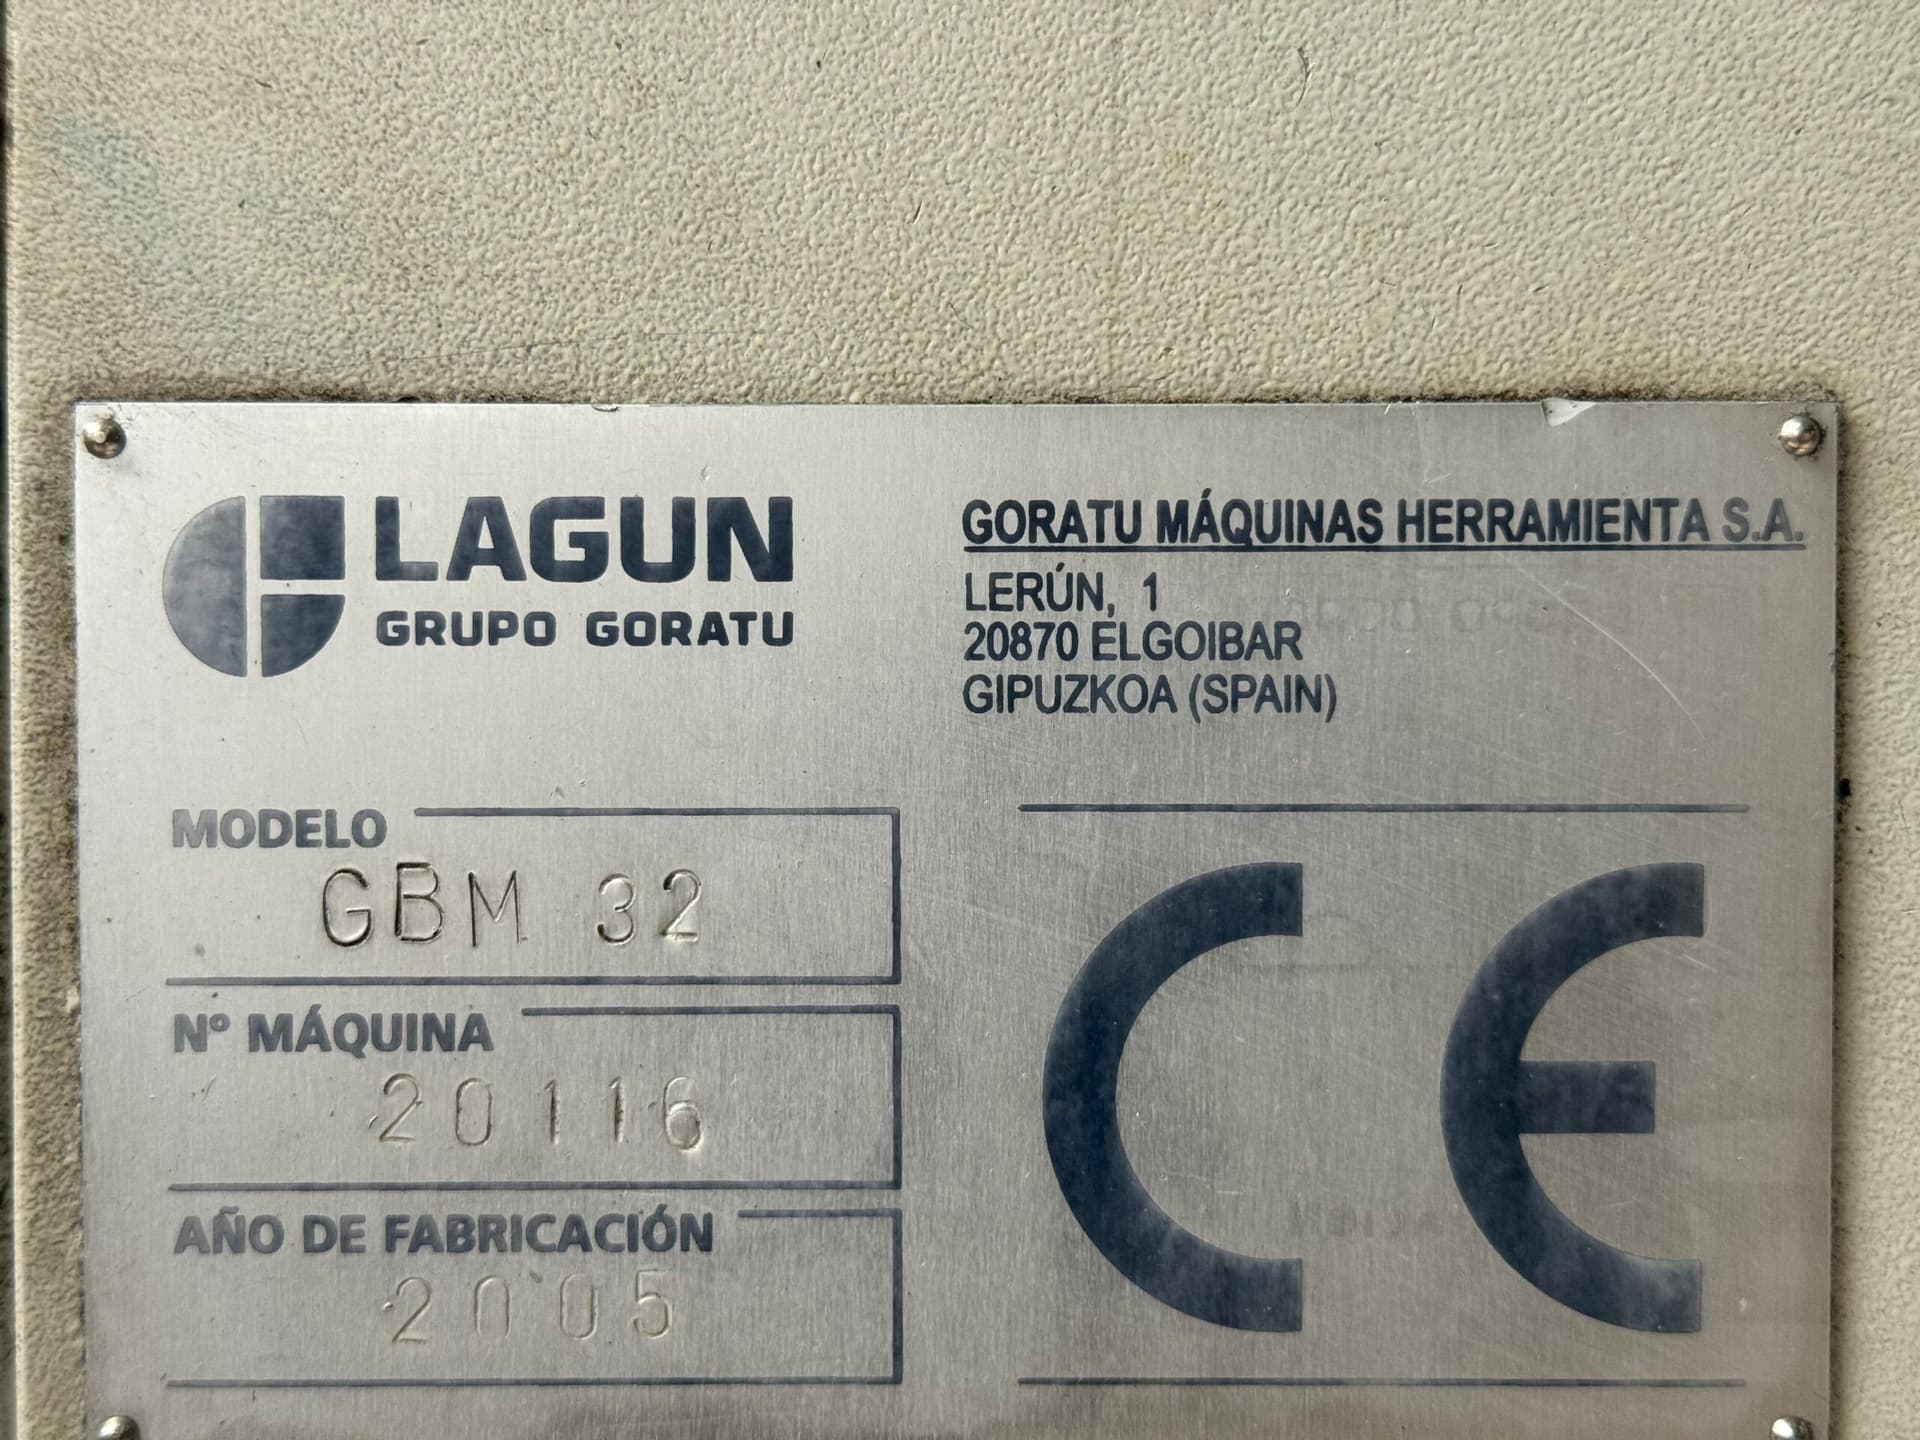 LAGUN
GRUPO GORATU
GORATU MÁQUINAS HERRAMIENTA S.A.
LERÚN, 1
20870 ELGOIBAR
GIPUZKOA (SPAIN)
MODELO
GBM 32
Nº MÁQUINA
20116
AÑO DE FABRICACIÓN
2005
CE